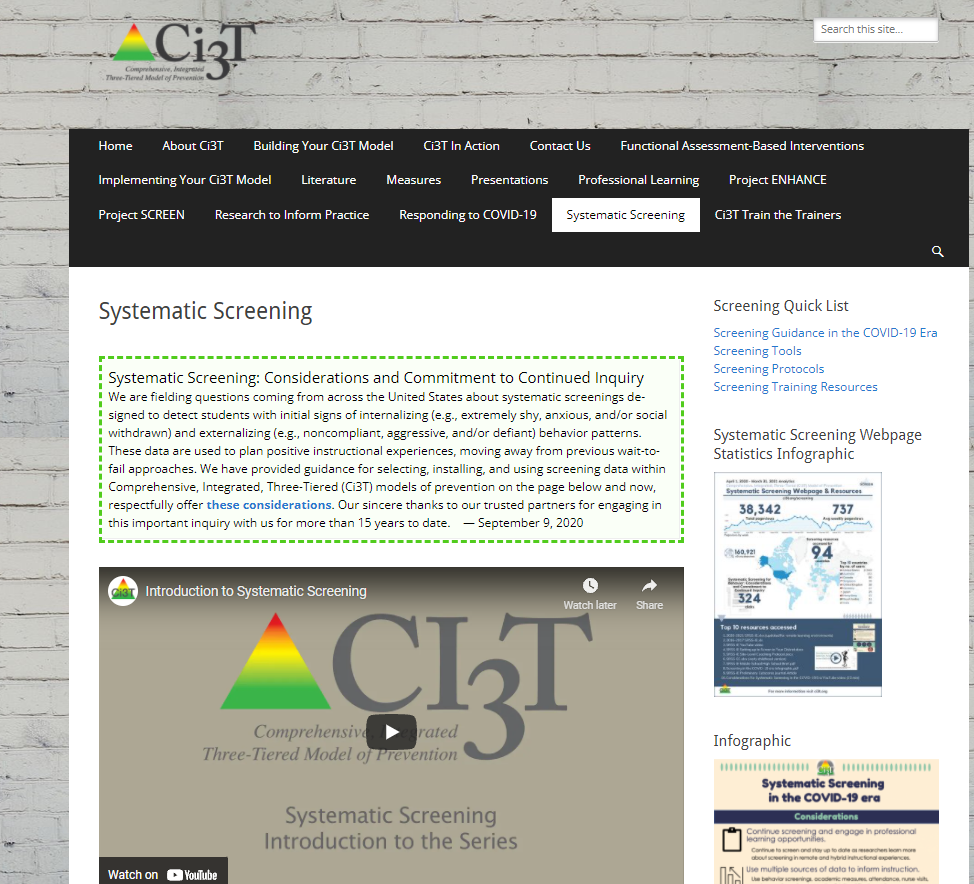 Ci3T
Comprehensive, Integrated
Three-Tiered Model of Prevention
Search this site...
Home About Ci3T Building Your Ci3T Model Ci3T In Action Contact Us Functional Assessment-Based Interventions
Implementing Your Ci3T Model Literature Measures Presentations Professional Learning Project ENHANCE
Project SCREEN Research to Inform Practice Responding to COVID-19 Systematic Screening Ci3T Train the Trainers
Systematic Screening
Systematic Screening: Considerations and Commitment to Continued Inquiry
We are fielding questions coming from across the United States about systematic screenings de-
signed to detect students with initial signs of internalizing (e.g., extremely shy, anxious, and/or social
withdrawn) and externalizing (e.g., noncompliant, aggressive, and/or defiant) behavior patterns.
These data are used to plan positive instructional experiences, moving away from previous wait-to-
fail approaches. We have provided guidance for selecting, installing, and using screening data within
Comprehensive, Integrated, Three-Tiered (Ci3T) models of prevention on the page below and now,
respectfully offer these considerations. Our sincere thanks to our trusted partners for engaging in
this important inquiry with us for more than 15 years to date. — September 9, 2020
Ci3T
Introduction to Systematic Screening
Watch later
Share
CI3T
Comprehensive, Integrated
Three-Tiered Model of Prevention
Systematic Screening
Introduction to the Series
Watch on YouTube
Screening Quick List
Screening Guidance in the COVID-19 Era
Screening Tools
Screening Protocols
Screening Training Resources
Systematic Screening Webpage
Statistics Infographic
Systematic Screening Webpage & Resources
38,342
737
160,921
94
324
Top 10 resources accessed
Infographic
Systematic Screening
in the COVID-19 era
Considerations
Continue screening and engage in professional
learning opportunities.
Continue to screen and stay up to date as researchers learn more
about screening in remote and hybrid instructional experiences.
Use multiple sources of data to inform instruction.
Use behavior screenings, academic measures, attendance, nurse visits,